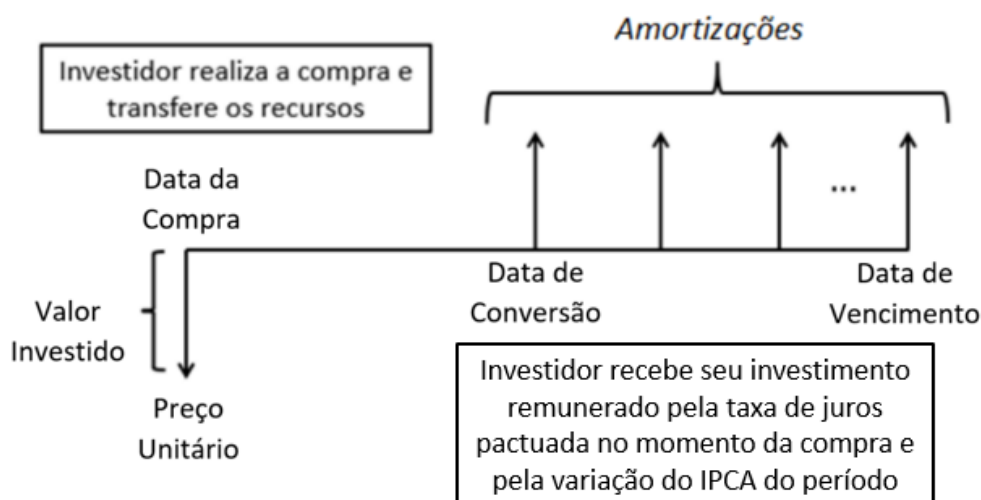 Amortizações
Investidor realiza a compra e
transfere os recursos
Data da
Compra
...
Valor
Investido
Preço
Unitário
Data de
Conversão
Data de
Vencimento
Investidor recebe seu investimento
remunerado pela taxa de juros
pactuada no momento da compra e
pela variação do IPCA do período